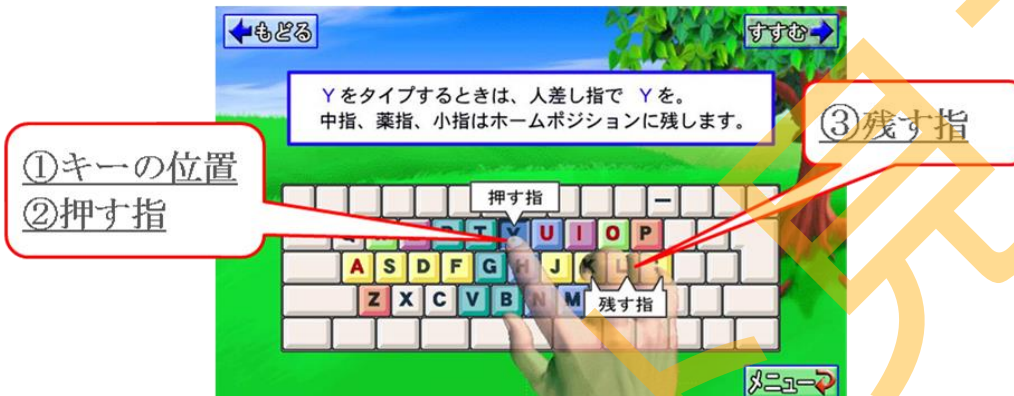 もどる
すすむ
Yをタイプするときは、人差し指で Yを。
中指、薬指、小指はホームポジションに残します。
③残す指
①キーの位置
②押す指
押す指
T Y U I O P
A S D F G H J K L
Z X C V B N M
残す指
メニュー